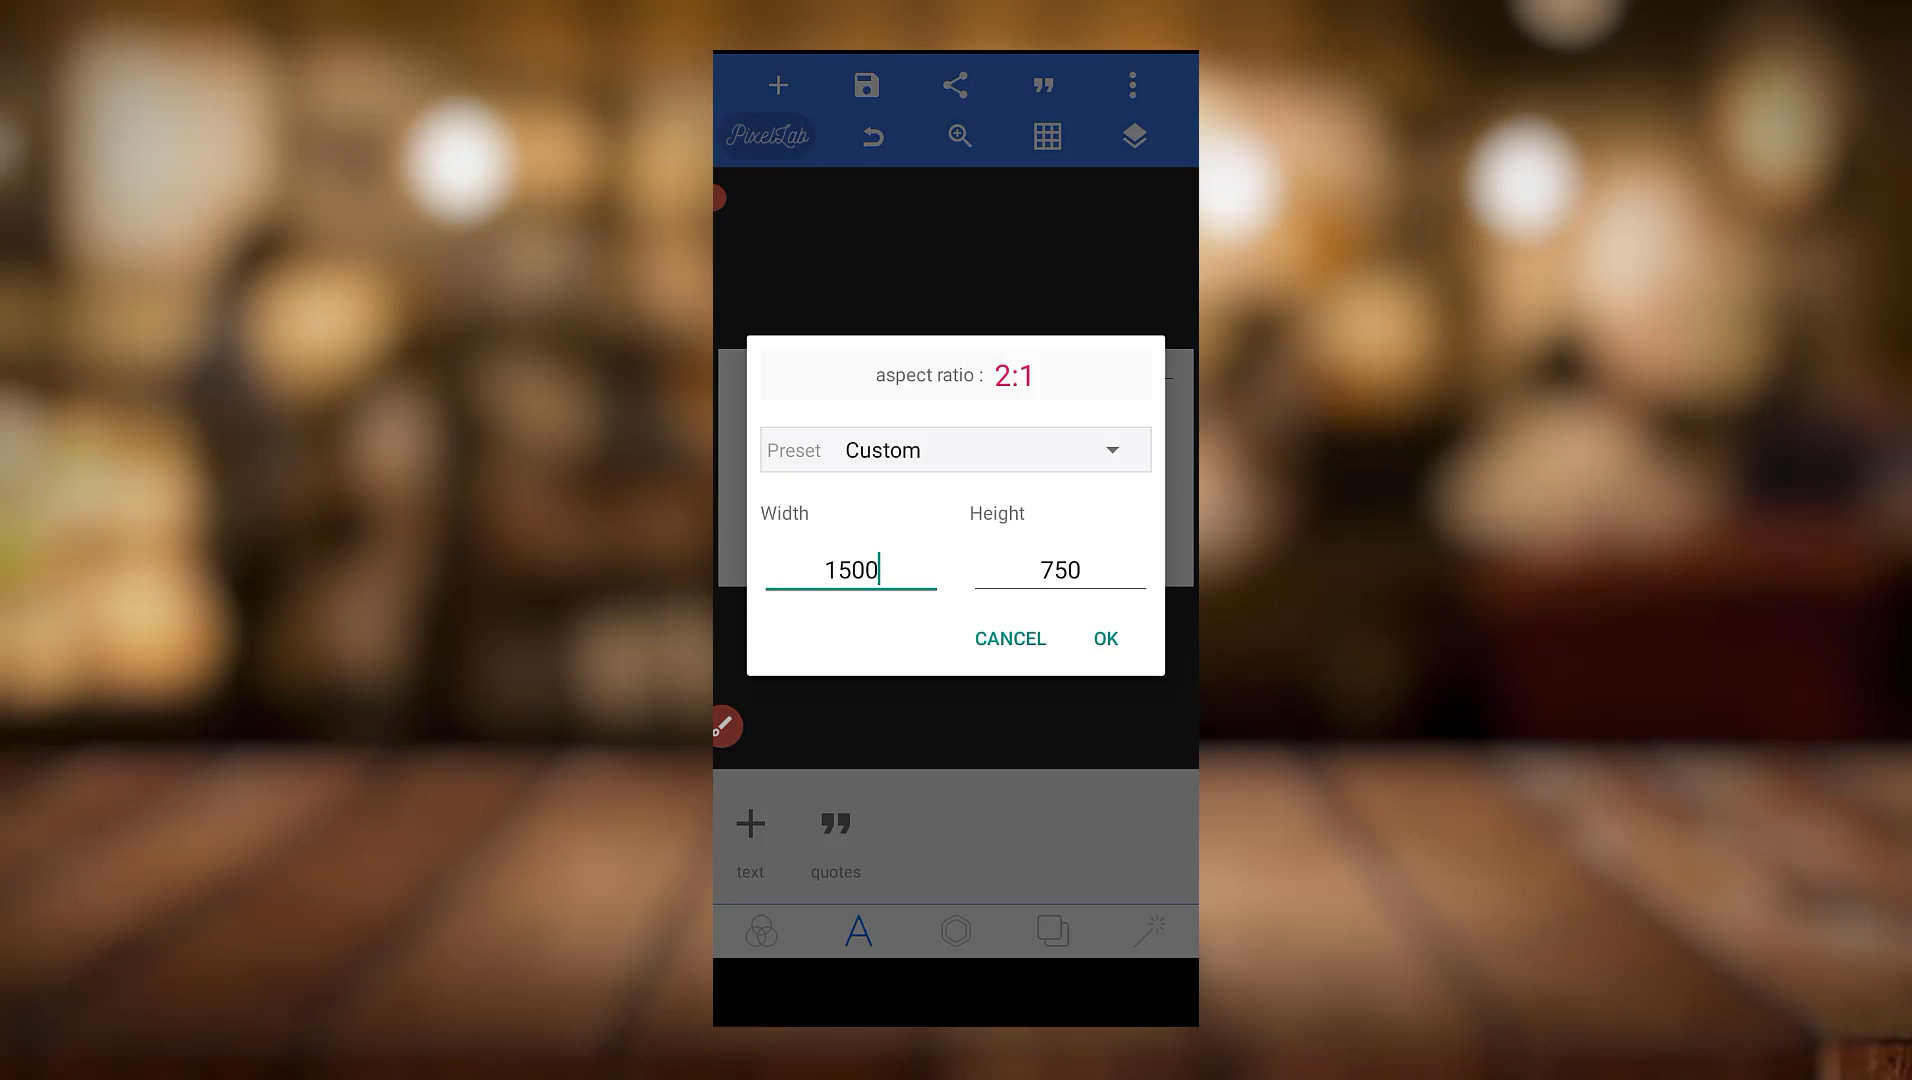 PixelLab
aspect ratio : 2:1
Preset Custom
Width Height
1500 750
CANCEL OK
text quotes